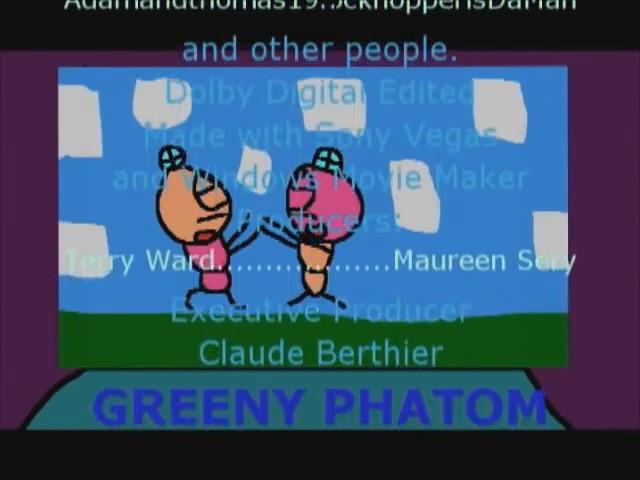 and other people.
Dolby Digital Edited
Made with Sony Vegas
and Windows Movie Maker
Producers:
Terry Ward..................Maureen Sery
Executive Producer
Claude Berthier
GREENY PHATOM